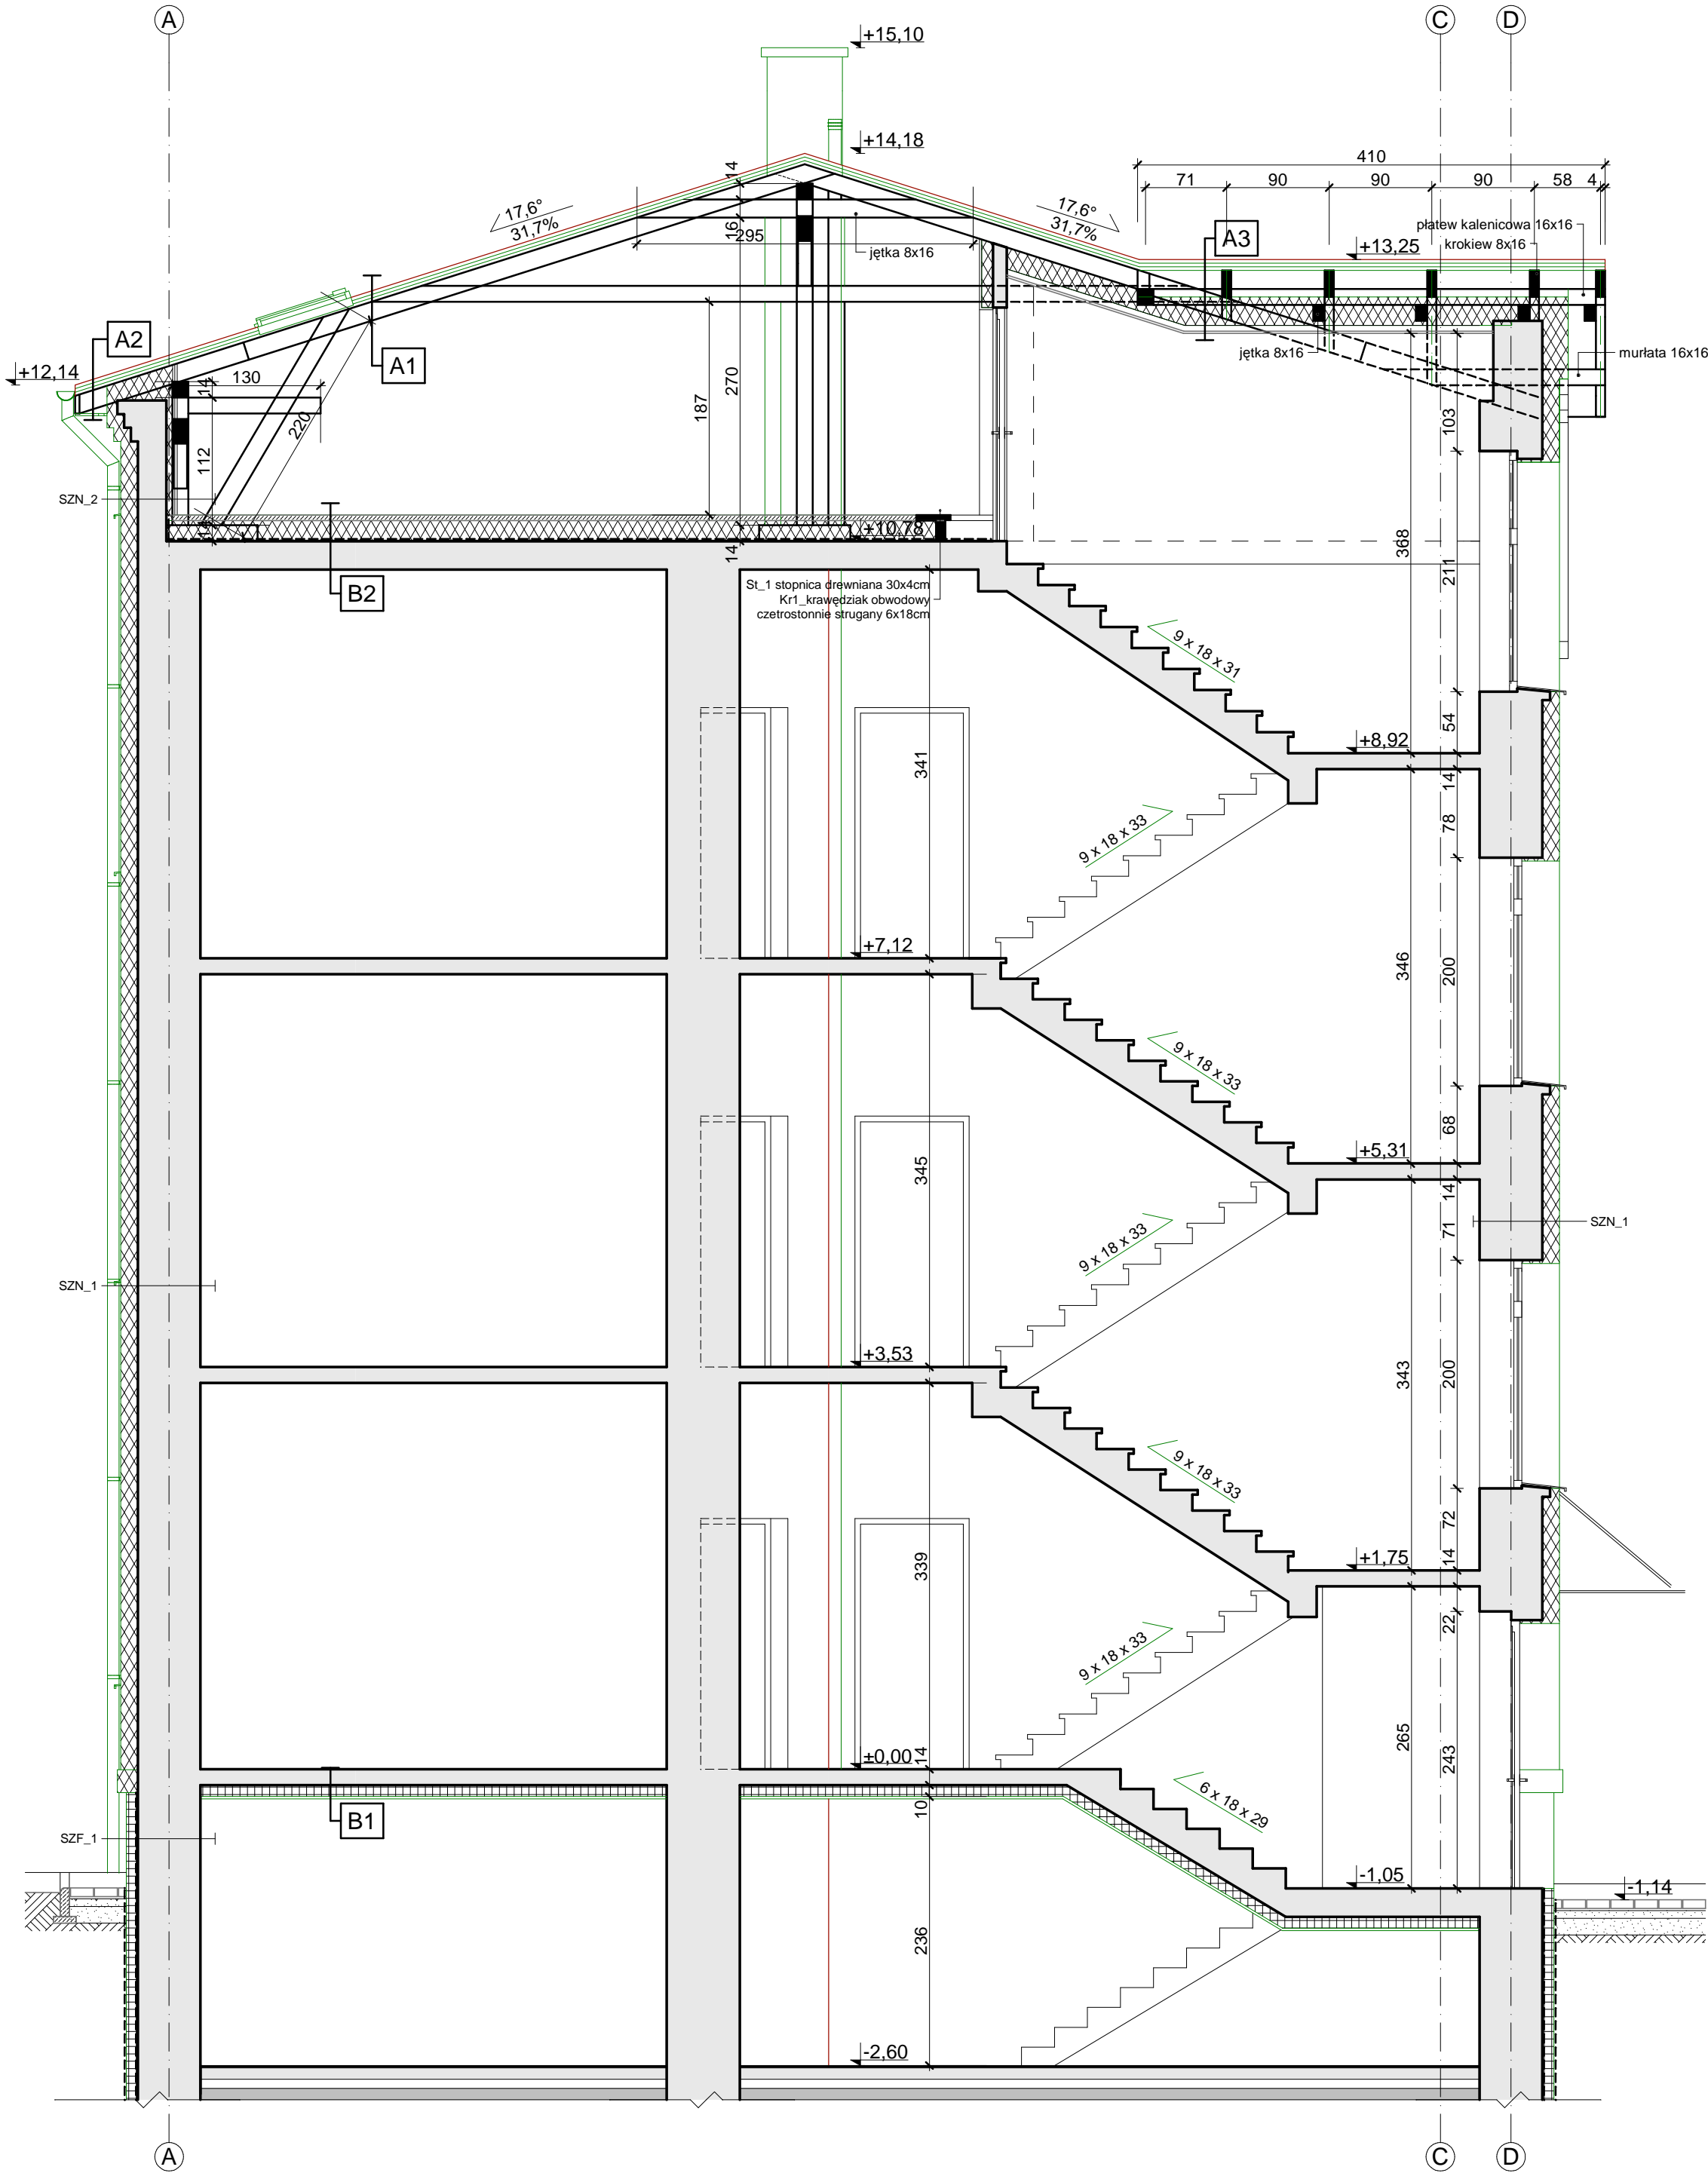 A
C
D
+15,10
+14,18
14
17,6°
31,7%
16
295
jętka 8x16
17,6°
31,7%
410
71
90
90
90
58
4
płatew kalenicowa 16x16
krokiew 8x16
A3
+13,25
A2
A1
+12,14
130
14
220
112
14
187
270
jętka 8x16
murłata 16x16
103
SZN_2
+10,78
14
368
211
B2
St_1 stopnica drewniana 30x4cm
Kr1_krawędziak obwodowy
czetrostonnie strugany 6x18cm
9 x 18 x 31
54
+8,92
341
14
78
9 x 18 x 33
+7,12
346
200
9 x 18 x 33
68
+5,31
345
14
71
SZN_1
9 x 18 x 33
SZN_1
+3,53
343
200
9 x 18 x 33
72
+1,75
14
339
22
9 x 18 x 33
265
243
±0,00
14
10
6 x 18 x 29
B1
SZF_1
-1,05
-1,14
236
-2,60
A
C
D